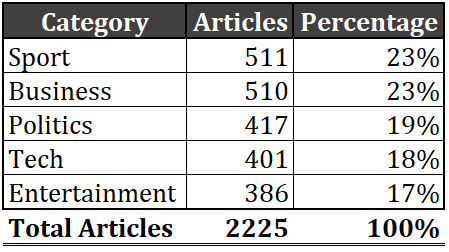 Category Articles Percentage
Sport 511 23%
Business 510 23%
Politics 417 19%
Tech 401 18%
Entertainment 386 17%
Total Articles 2225 100%